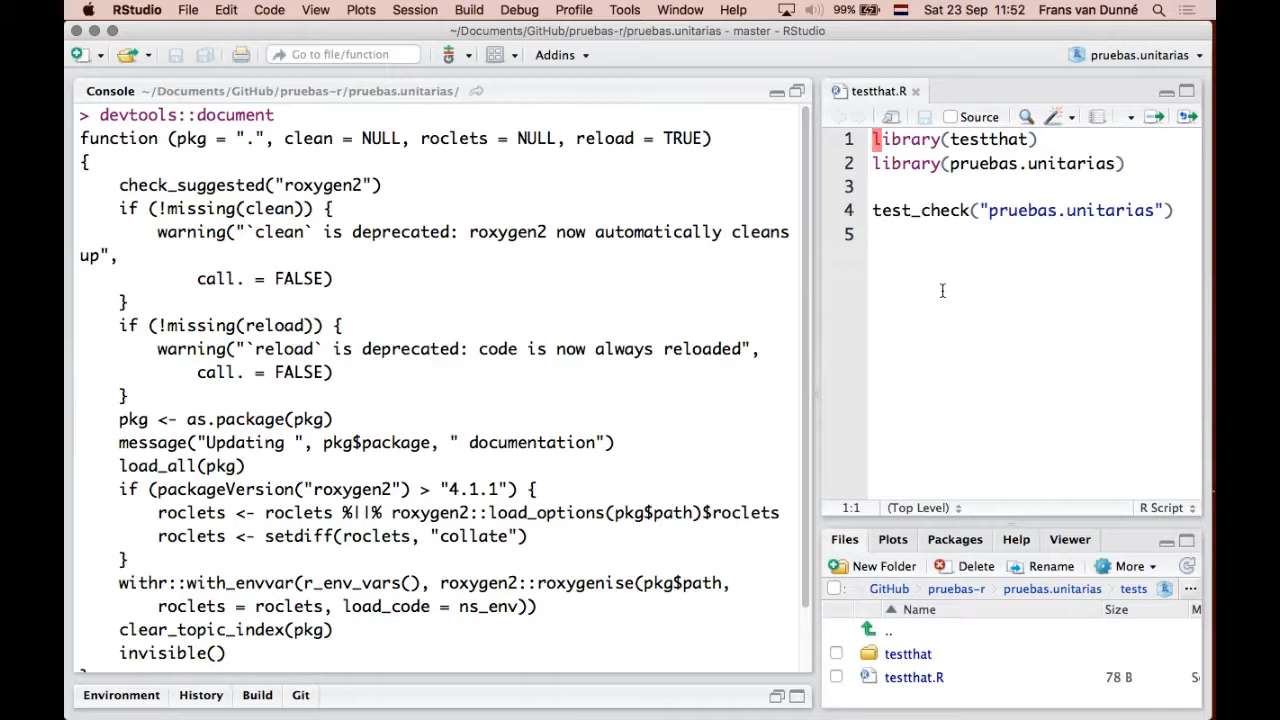 RStudio File Edit Code View Plots Session Build Debug Profile Tools Window Help 99% Sat 23 Sep 11:52 Frans van Dunné
~/Documents/GitHub/pruebas-r/pruebas.unitarias - master - RStudio
Go to file/function Addins pruebas.unitarias
Console ~/Documents/GitHub/pruebas-r/pruebas.unitarias/
> devtools::document
function (pkg = ".", clean = NULL, roclets = NULL, reload = TRUE)
{
check_suggested("roxygen2")
if (!missing(clean)) {
warning("`clean` is deprecated: roxygen2 now automatically cleans
up",
call. = FALSE)
}
if (!missing(reload)) {
warning("`reload` is deprecated: code is now always reloaded",
call. = FALSE)
}
pkg <- as.package(pkg)
message("Updating ", pkg$package, " documentation")
load_all(pkg)
if (packageVersion("roxygen2") > "4.1.1") {
roclets <- roclets %||% roxygen2::load_options(pkg$path)$roclets
roclets <- setdiff(roclets, "collate")
}
withr::with_envvar(r_env_vars(), roxygen2::roxygenise(pkg$path,
roclets = roclets, load_code = ns_env))
clear_topic_index(pkg)
invisible()
}
Environment History Build Git
testthat.R
Source
1 library(testthat)
2 library(pruebas.unitarias)
3
4 test_check("pruebas.unitarias")
5
1:1 (Top Level) R Script
Files Plots Packages Help Viewer
New Folder Delete Rename More
GitHub pruebas-r pruebas.unitarias tests ...
Name Size M
..
testthat
testthat.R 78 B Se